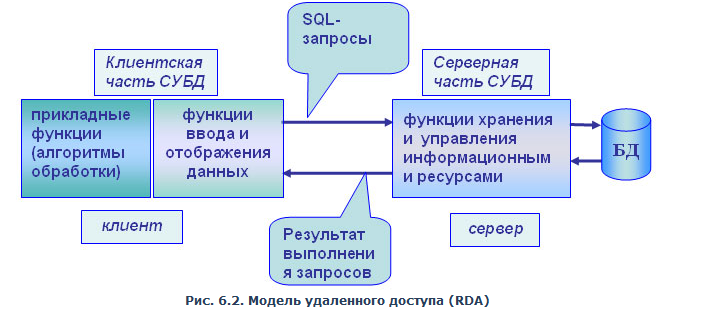 SQL-
запросы
Клиентская
часть СУБД
Серверная
часть СУБД
прикладные
функции
(алгоритмы
обработки)
функции
ввода и
отображения
данных
функции хранения
и управления
информационным
и ресурсами
БД
клиент
Результат
выполнени
я запросов
сервер
Рис. 6.2. Модель удаленного доступа (RDA)